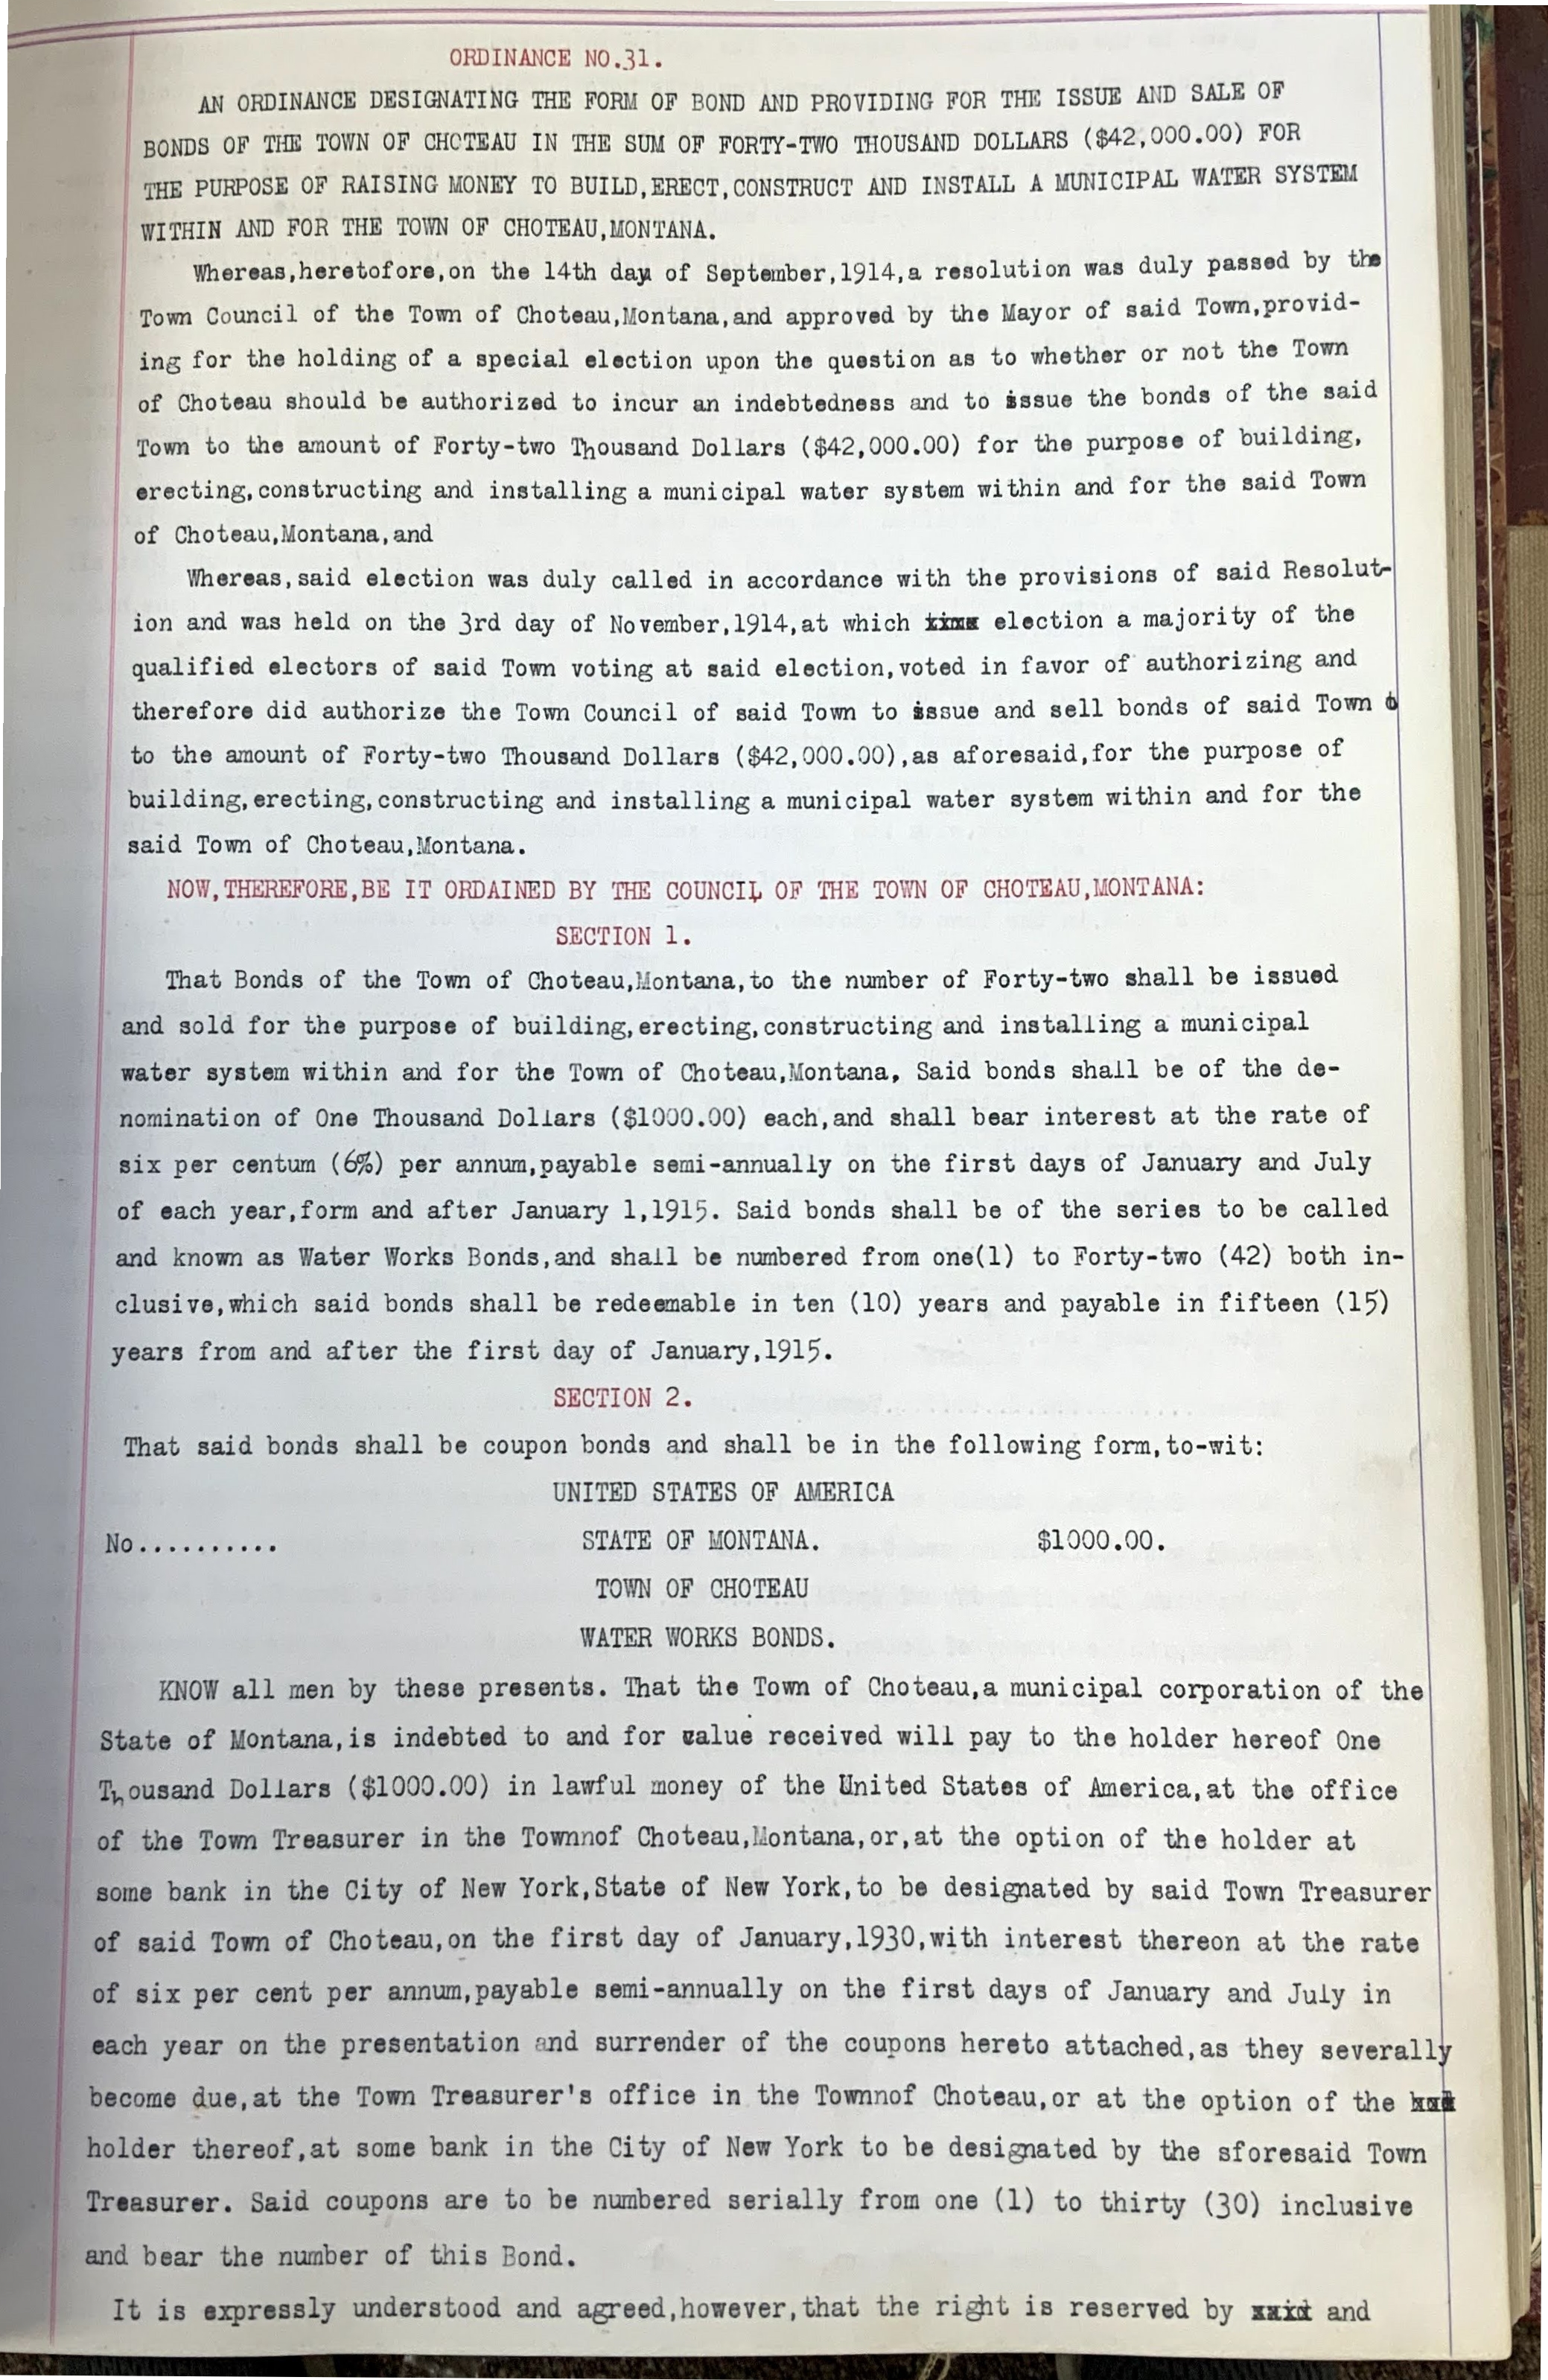 ORDINANCE NO.31.
AN ORDINANCE DESIGNATING THE FORM OF BOND AND PROVIDING FOR THE ISSUE AND SALE OF
BONDS OF THE TOWN OF CHOTEAU IN THE SUM OF FORTY-TWO THOUSAND DOLLARS ($42,000.00) FOR
THE PURPOSE OF RAISING MONEY TO BUILD,ERECT,CONSTRUCT AND INSTALL A MUNICIPAL WATER SYSTEM
WITHIN AND FOR THE TOWN OF CHOTEAU,MONTANA.
Whereas,heretofore,on the 14th day of September,1914,a resolution was duly passed by the
Town Council of the Town of Choteau,Montana,and approved by the Mayor of said Town,provid-
ing for the holding of a special election upon the question as to whether or not the Town
of Choteau should be authorized to incur an indebtedness and to issue the bonds of the said
Town to the amount of Forty-two Thousand Dollars ($42,000.00) for the purpose of building,
erecting,constructing and installing a municipal water system within and for the said Town
of Choteau,Montana,and
Whereas,said election was duly called in accordance with the provisions of said Resolut-
ion and was held on the 3rd day of November,1914,at which election a majority of the
qualified electors of said Town voting at said election,voted in favor of authorizing and
therefore did authorize the Town Council of said Town to issue and sell bonds of said Town
to the amount of Forty-two Thousand Dollars ($42,000.00),as aforesaid,for the purpose of
building,erecting,constructing and installing a municipal water system within and for the
said Town of Choteau,Montana.
NOW,THEREFORE,BE IT ORDAINED BY THE COUNCIL OF THE TOWN OF CHOTEAU,MONTANA:
SECTION 1.
That Bonds of the Town of Choteau,Montana,to the number of Forty-two shall be issued
and sold for the purpose of building,erecting,constructing and installing a municipal
water system within and for the Town of Choteau,Montana, Said bonds shall be of the de-
nomination of One Thousand Dollars ($1000.00) each,and shall bear interest at the rate of
six per centum (6%) per annum,payable semi-annually on the first days of January and July
of each year,form and after January 1,1915. Said bonds shall be of the series to be called
and known as Water Works Bonds,and shall be numbered from one(1) to Forty-two (42) both in-
clusive,which said bonds shall be redeemable in ten (10) years and payable in fifteen (15)
years from and after the first day of January,1915.
SECTION 2.
That said bonds shall be coupon bonds and shall be in the following form,to-wit:
UNITED STATES OF AMERICA
No.......... STATE OF MONTANA. $1000.00.
TOWN OF CHOTEAU
WATER WORKS BONDS.
KNOW all men by these presents. That the Town of Choteau,a municipal corporation of the
State of Montana,is indebted to and for value received will pay to the holder hereof One
Thousand Dollars ($1000.00) in lawful money of the United States of America,at the office
of the Town Treasurer in the Townnof Choteau,Montana,or,at the option of the holder at
some bank in the City of New York,State of New York,to be designated by said Town Treasurer
of said Town of Choteau,on the first day of January,1930,with interest thereon at the rate
of six per cent per annum,payable semi-annually on the first days of January and July in
each year on the presentation and surrender of the coupons hereto attached,as they severally
become due,at the Town Treasurer's office in the Townnof Choteau,or at the option of the
holder thereof,at some bank in the City of New York to be designated by the sforesaid Town
Treasurer. Said coupons are to be numbered serially from one (1) to thirty (30) inclusive
and bear the number of this Bond.
It is expressly understood and agreed,however,that the right is reserved by and